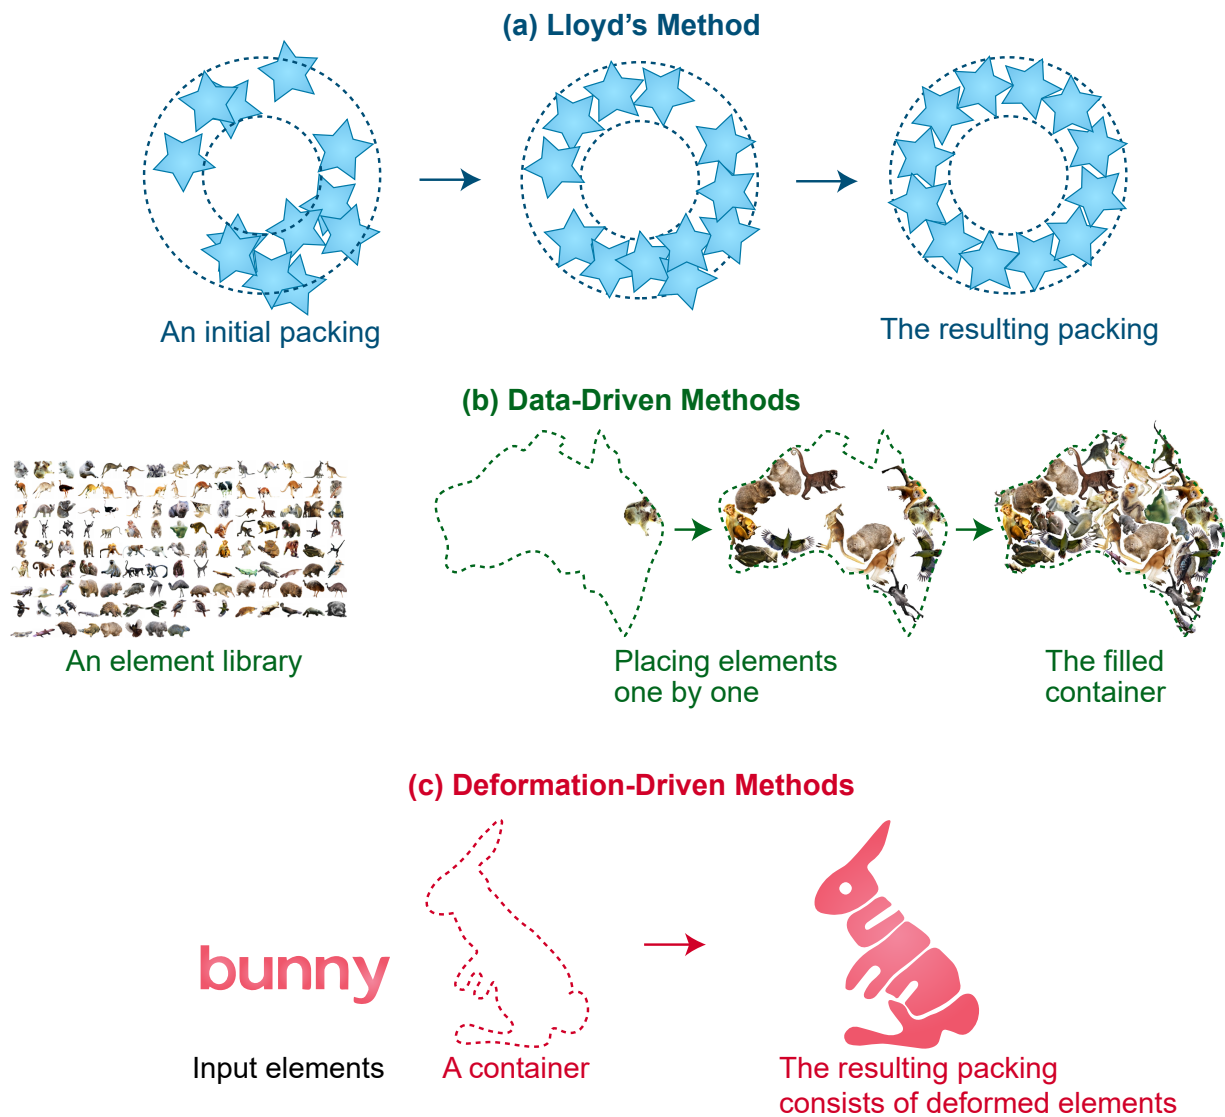 (a) Lloyd's Method
An initial packing
The resulting packing
(b) Data-Driven Methods
An element library
Placing elements
one by one
The filled
container
(c) Deformation-Driven Methods
bunny
bunny
Input elements
A container
The resulting packing
consists of deformed elements